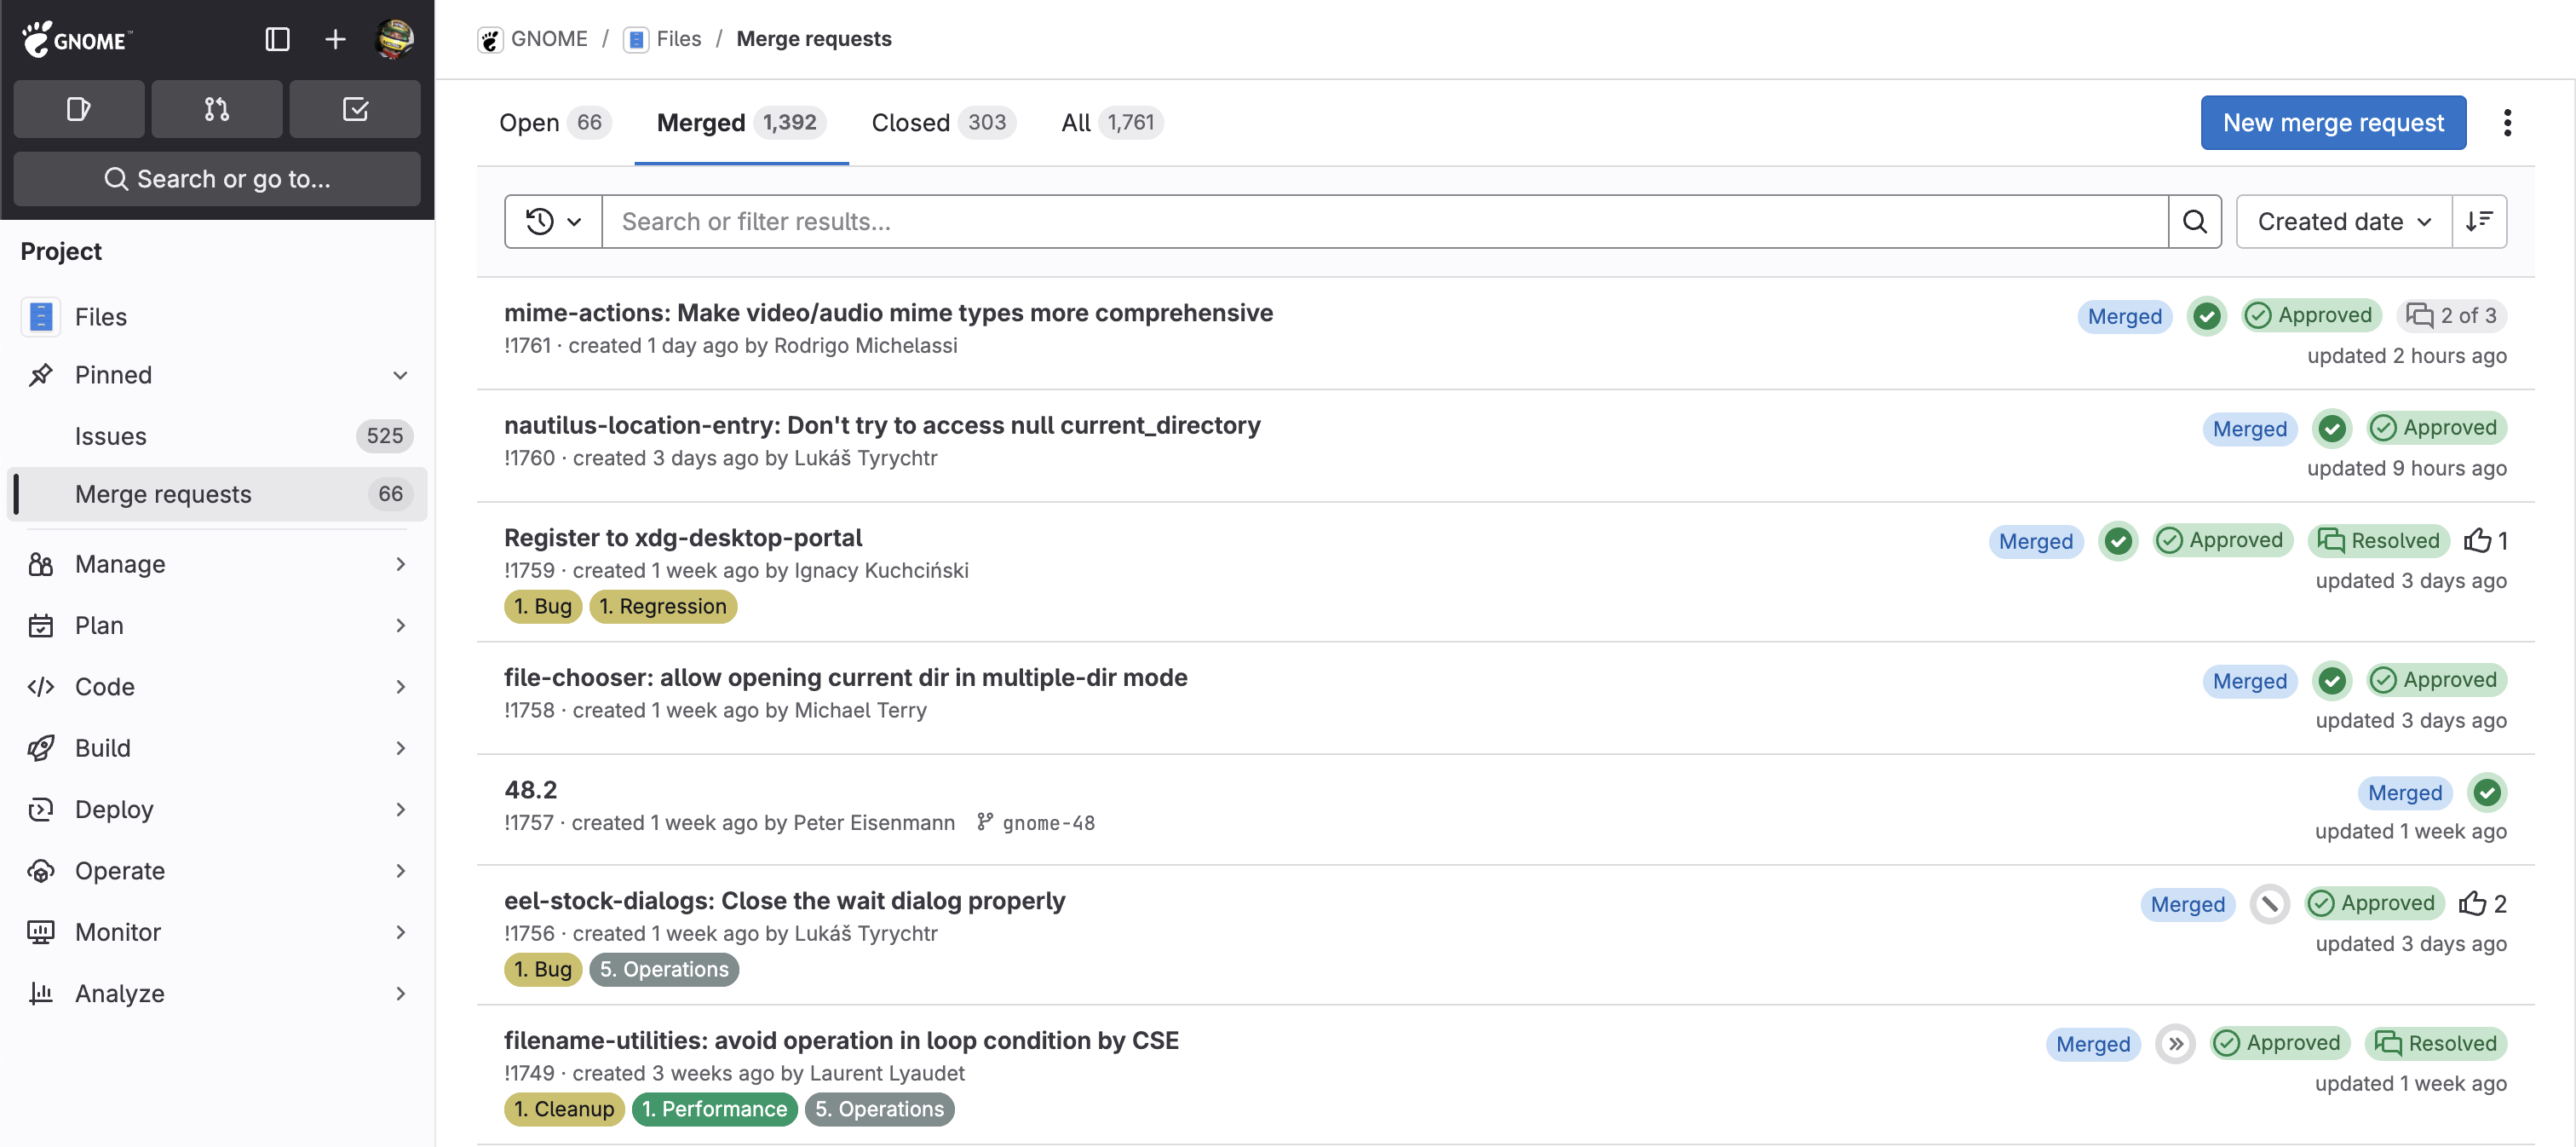 GNOME™
Search or go to...
Project
Files
Pinned
Issues 525
Merge requests 66
Manage
Plan
Code
Build
Deploy
Operate
Monitor
Analyze
GNOME / Files / Merge requests
Open 66 Merged 1,392 Closed 303 All 1,761 New merge request
Search or filter results... Created date
mime-actions: Make video/audio mime types more comprehensive Merged Approved 2 of 3
!1761 · created 1 day ago by Rodrigo Michelassi updated 2 hours ago
nautilus-location-entry: Don't try to access null current_directory Merged Approved
!1760 · created 3 days ago by Lukáš Tyrychtr updated 9 hours ago
Register to xdg-desktop-portal Merged Approved Resolved 1
!1759 · created 1 week ago by Ignacy Kuchciński updated 3 days ago
1. Bug 1. Regression
file-chooser: allow opening current dir in multiple-dir mode Merged Approved
!1758 · created 1 week ago by Michael Terry updated 3 days ago
48.2 Merged
!1757 · created 1 week ago by Peter Eisenmann gnome-48 updated 1 week ago
eel-stock-dialogs: Close the wait dialog properly Merged Approved 2
!1756 · created 1 week ago by Lukáš Tyrychtr updated 3 days ago
1. Bug 5. Operations
filename-utilities: avoid operation in loop condition by CSE Merged Approved Resolved
!1749 · created 3 weeks ago by Laurent Lyaudet updated 1 week ago
1. Cleanup 1. Performance 5. Operations